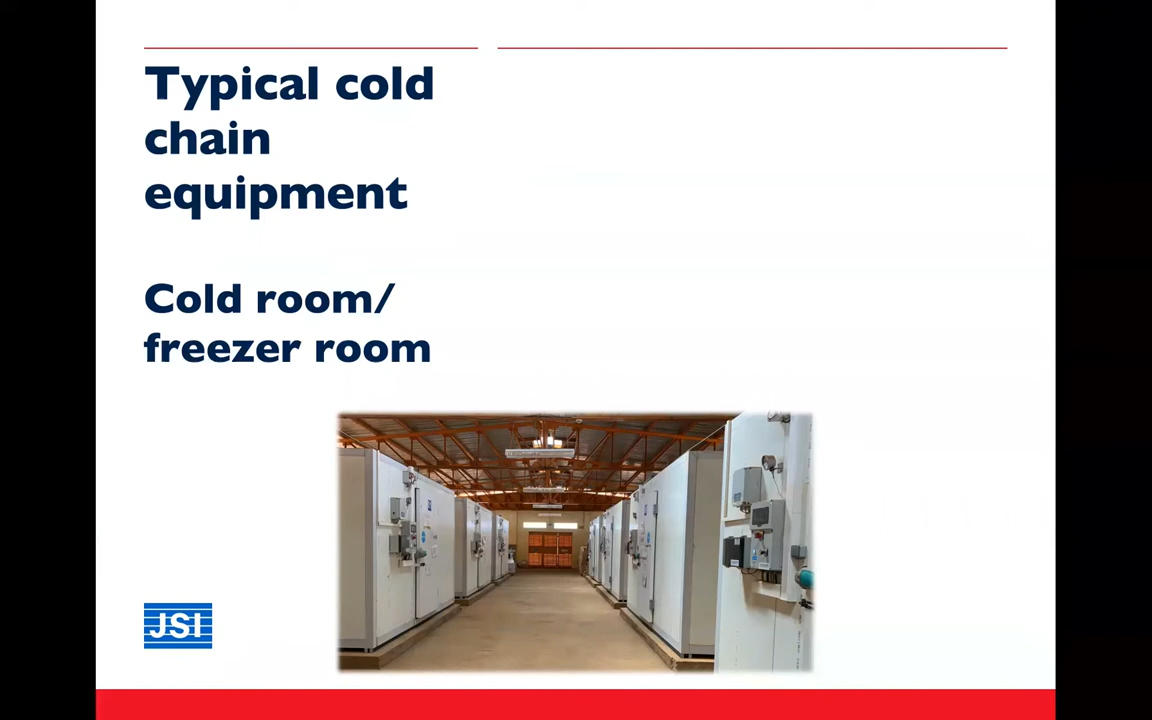 Typical cold
chain
equipment
Cold room/
freezer room
JSI